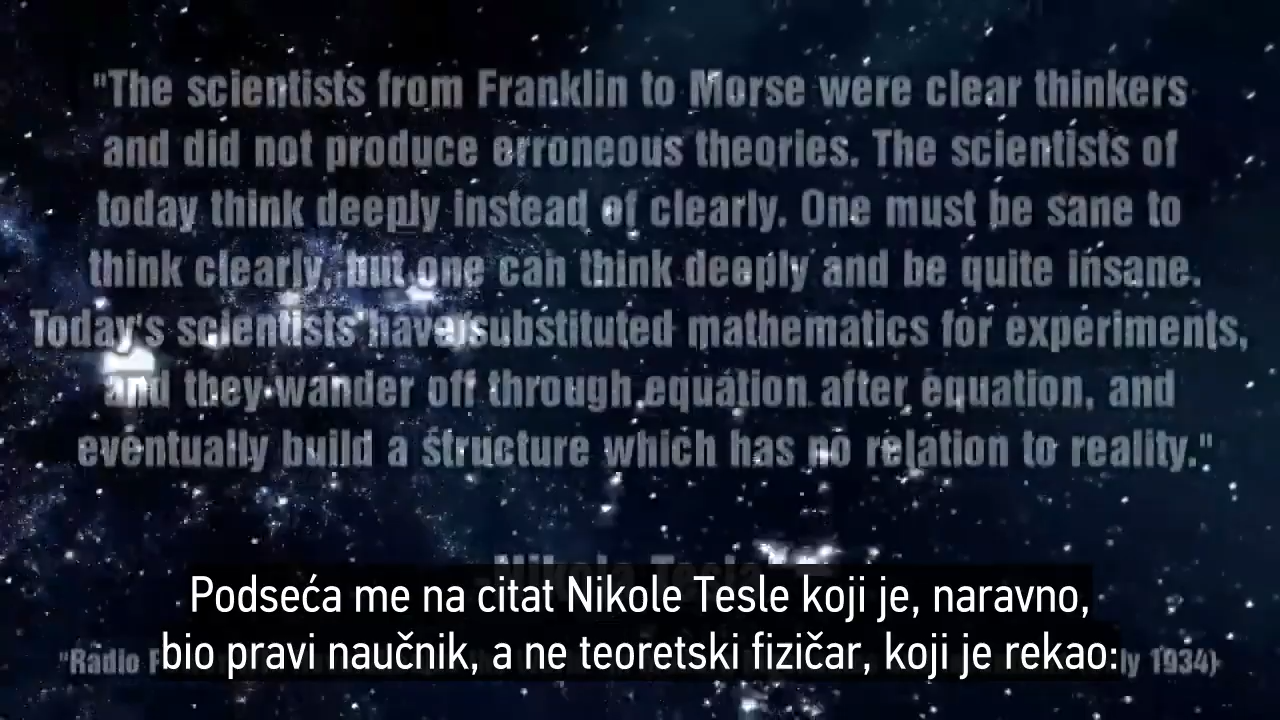 "The scientists from Franklin to Morse were clear thinkers
and did not produce erroneous theories. The scientists of
today think deeply instead of clearly. One must be sane to
think clearly, but one can think deeply and be quite insane.
Today's scientists have substituted mathematics for experiments,
and they wander off through equation after equation, and
eventually build a structure which has no relation to reality."
Nikola Tesla
Podseća me na citat Nikole Tesle koji je, naravno,
bio pravi naučnik, a ne teoretski fizičar, koji je rekao:
"Radio 1934)